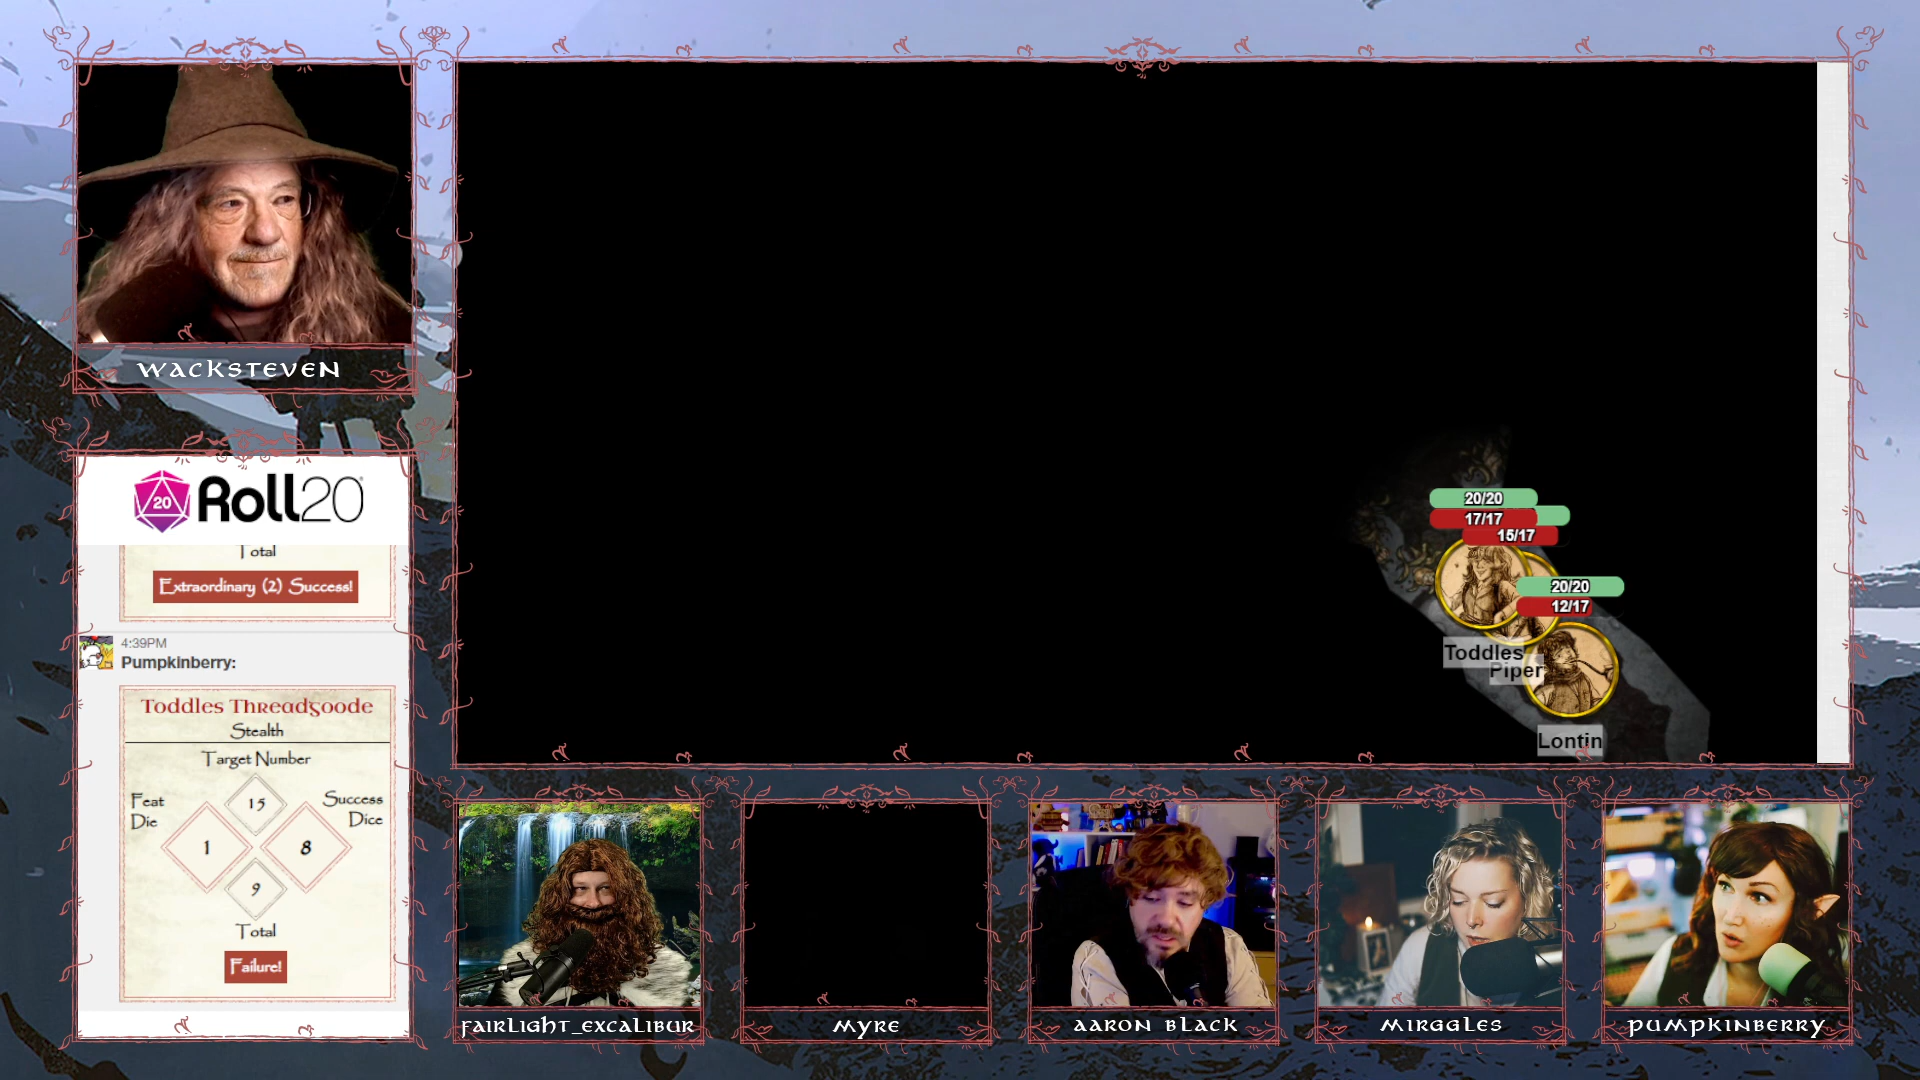 WACKSTEVEN
20
Roll20
Total
Extraordinary (2) Success!
4:39PM
Pumpkinberry:
Toddles Threadgoode
Stealth
Target Number
15
Feat
Die
Success
Dice
1
8
9
Total
Failure!
20/20
17/17
15/17
20/20
12/17
Toddles
Piper
Lontin
FAIRLIGHT_EXCALIBUR
MYRE
AARON BLACK
MIRGGLES
PUMPKINBERRY